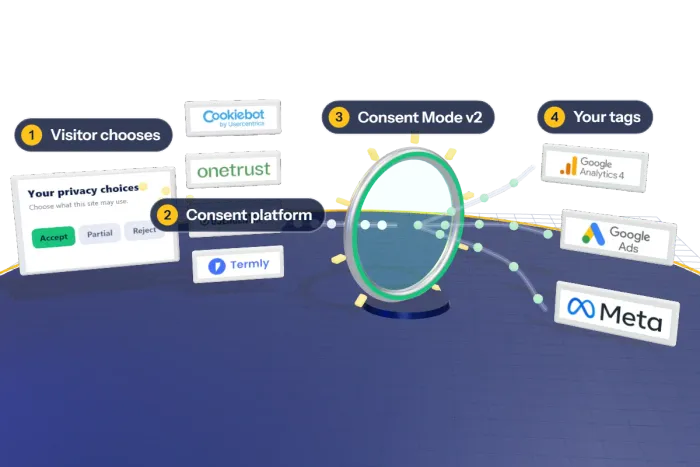 1 Visitor chooses
Your privacy choices
Choose what this site may use.
Accept
Partial
Reject
2 Consent platform
Cookiebot
by Usercentrics
onetrust
Termly
3 Consent Mode v2
4 Your tags
Google
Analytics 4
Google
Ads
Meta